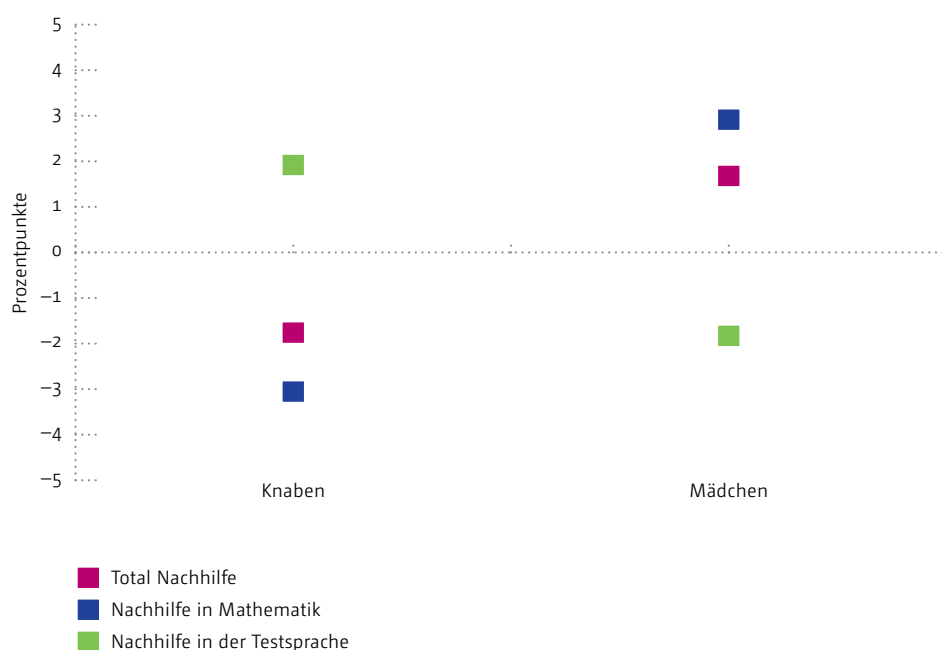 Prozentpunkte
5
4
3
2
1
0
−1
−2
−3
−4
−5
Knaben
Mädchen
Total Nachhilfe
Nachhilfe in Mathematik
Nachhilfe in der Testsprache